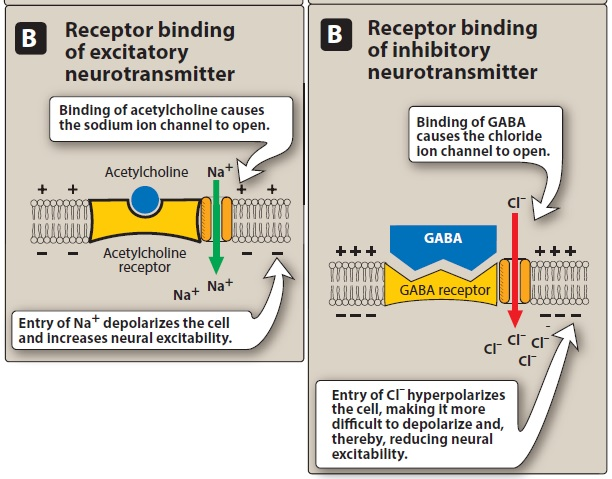 B
Receptor binding
of excitatory
neurotransmitter
Binding of acetylcholine causes
the sodium ion channel to open.
Acetylcholine
Na⁺
+ +
+ +
– –
– –
Acetylcholine
receptor
Na⁺
Na⁺
Entry of Na⁺ depolarizes the cell
and increases neural excitability.
B
Receptor binding
of inhibitory
neurotransmitter
Binding of GABA
causes the chloride
ion channel to open.
Cl⁻
GABA
+++
+++
GABA receptor
–––
––––
Cl⁻
Cl⁻
Cl⁻
Cl⁻
Entry of Cl⁻ hyperpolarizes
the cell, making it more
difficult to depolarize and,
thereby, reducing neural
excitability.